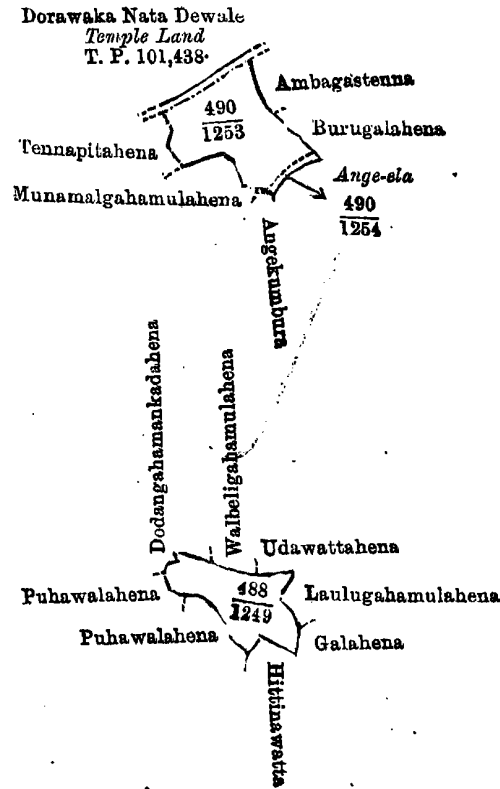 Dorawaka Nata Dewale
Temple Land
T. P. 101,438
Ambagastenna
490
1253
Burugalahena
Tennapitahena
Ange-ela
Munamalgahamulahena
490
1254
Angekumbura
Dodangahamankadahena
Walbeligahamulahena
Udawattahena
488
1249
Puhawalahena
Laulugahamulahena
Puhawalahena
Galahena
Hittinawatta